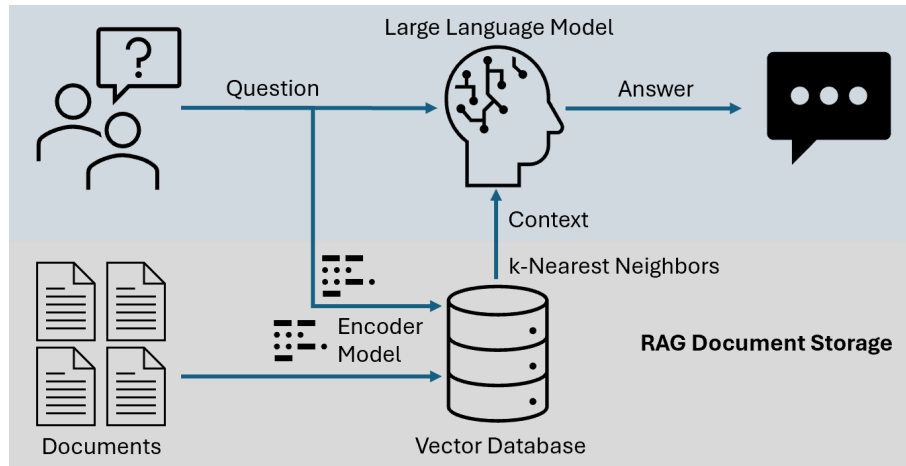 Large Language Model
?
Question
Answer
Context
k-Nearest Neighbors
Encoder
Model
RAG Document Storage
Documents
Vector Database